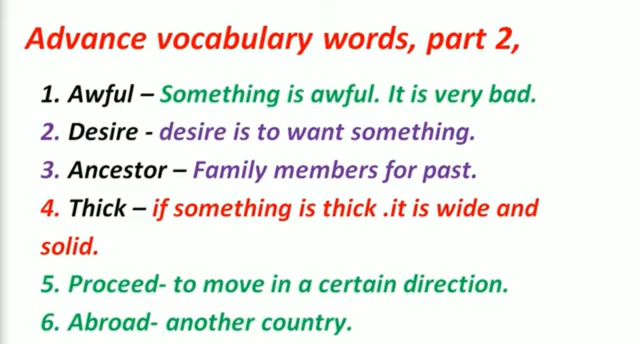 Advance vocabulary words, part 2,
1. Awful – Something is awful. It is very bad.
2. Desire - desire is to want something.
3. Ancestor – Family members for past.
4. Thick – if something is thick .it is wide and
solid.
5. Proceed- to move in a certain direction.
6. Abroad- another country.